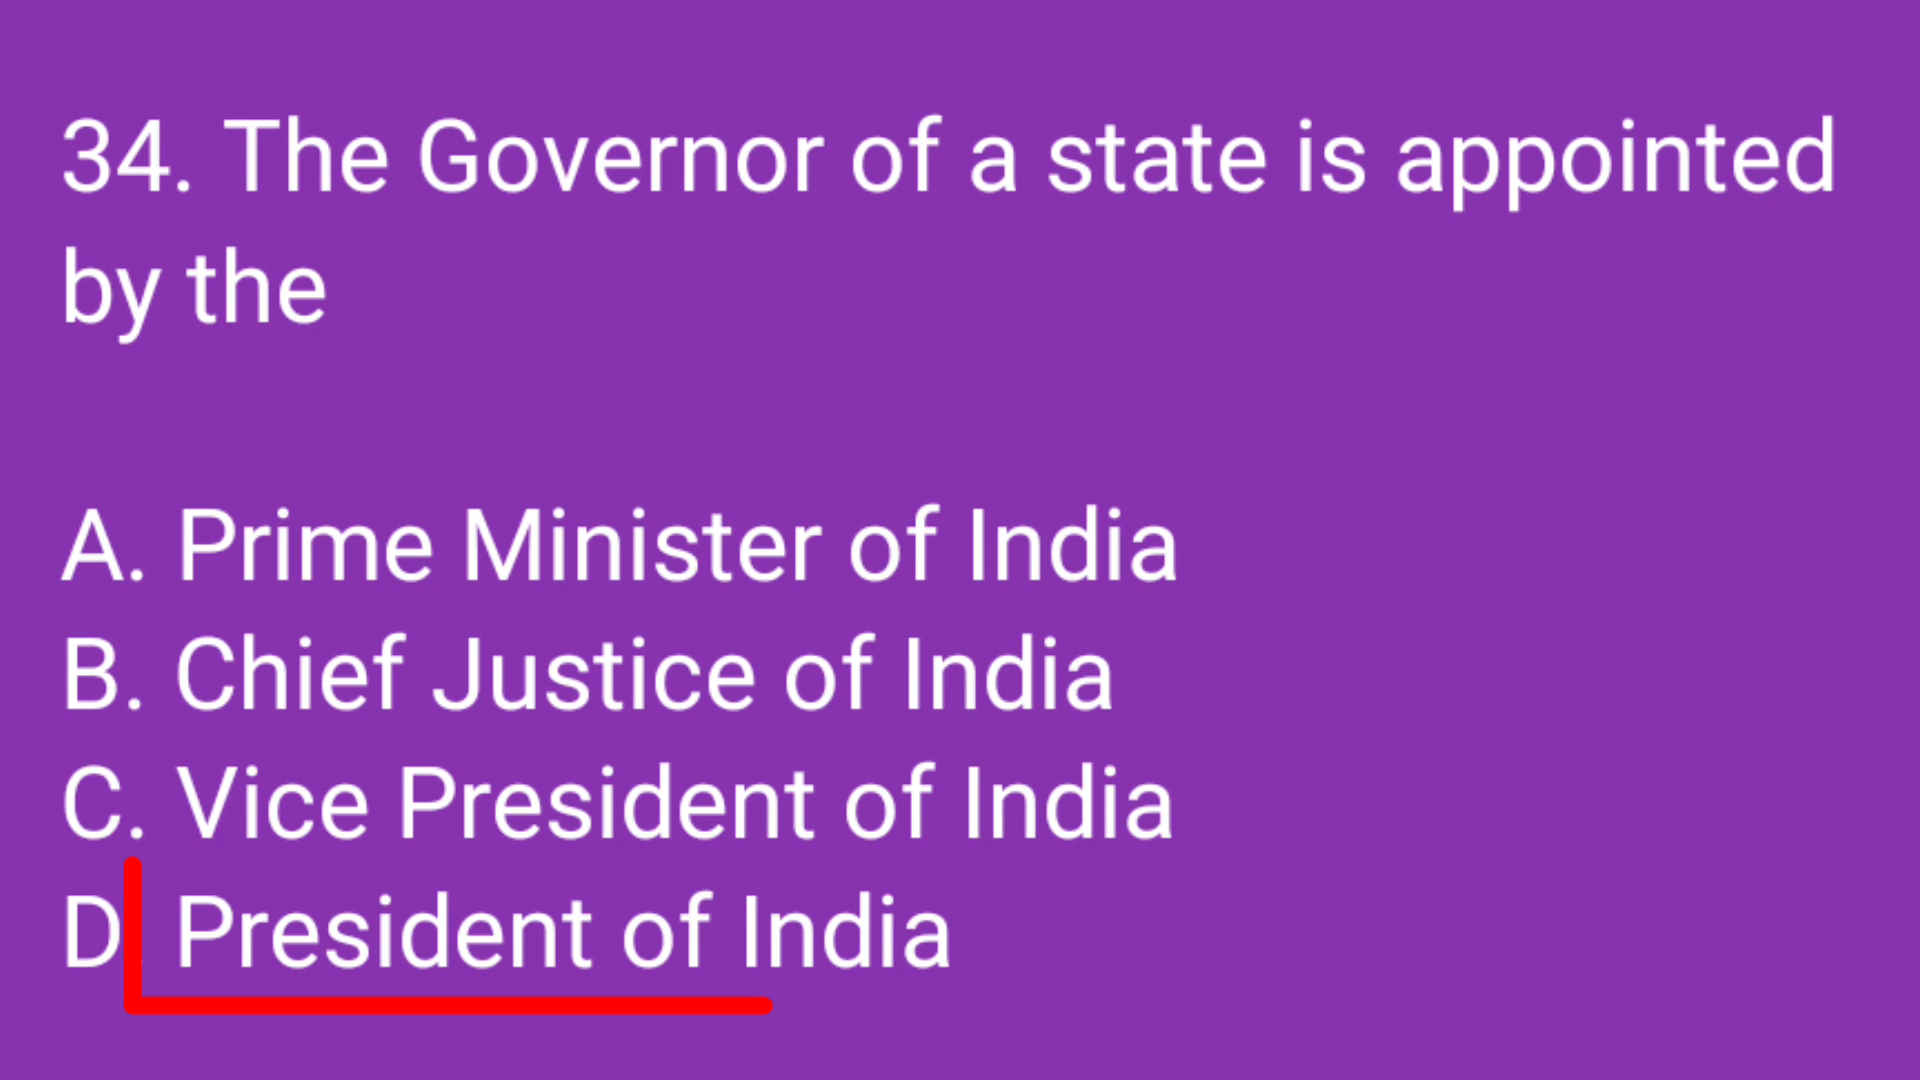 34. The Governor of a state is appointed
by the
A. Prime Minister of India
B. Chief Justice of India
C. Vice President of India
D. President of India